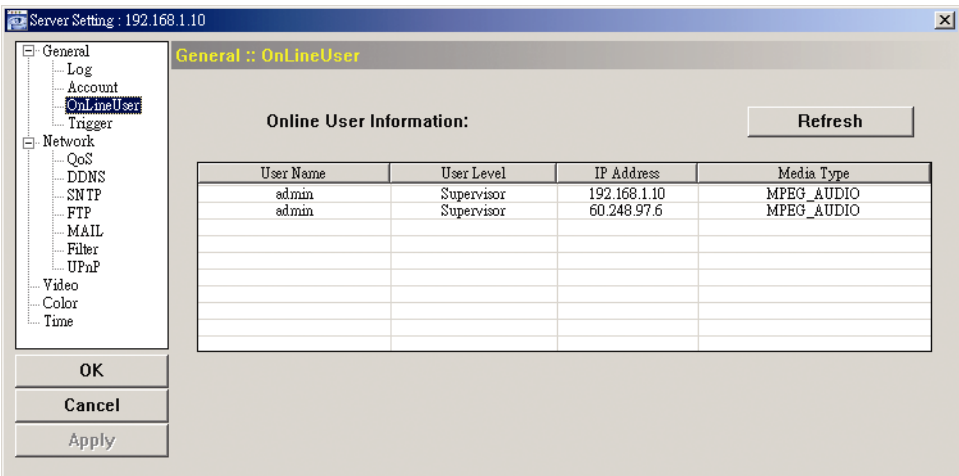 Server Setting : 192.168.1.10
General
Log
Account
OnLineUser
Trigger
Network
QoS
DDNS
SNTP
FTP
MAIL
Filter
UPnP
Video
Color
Time
OK
Cancel
Apply
General :: OnLineUser
Online User Information:
Refresh
User Name User Level IP Address Media Type
admin Supervisor 192.168.1.10 MPEG_AUDIO
admin Supervisor 60.248.97.6 MPEG_AUDIO